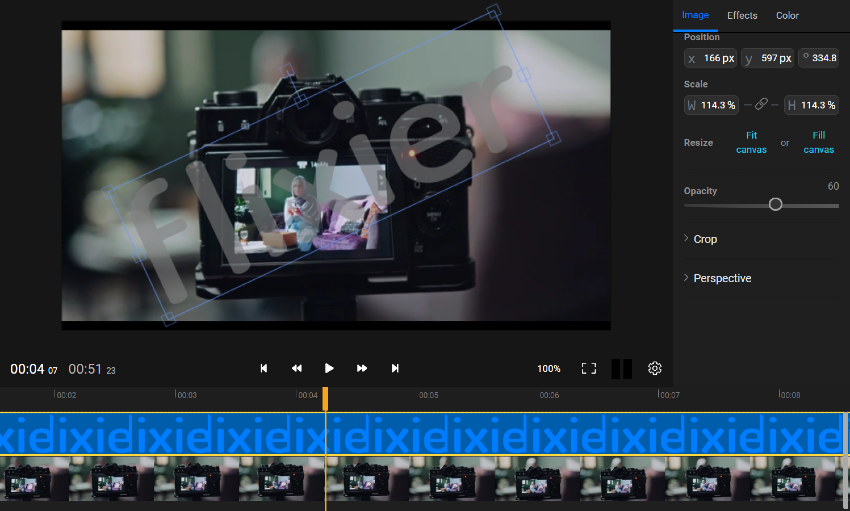 Image Effects Color
Position
x 166 px y 597 px ° 334.8
Scale
W 114.3 % H 114.3 %
Resize Fit canvas or Fill canvas
Opacity 60
Crop
Perspective
flixier
00:04 07 00:51 23
100%
00:02 00:03 00:04 00:05 00:06 00:07 00:08
xidixidixidixidixidixidixidixidixidixid